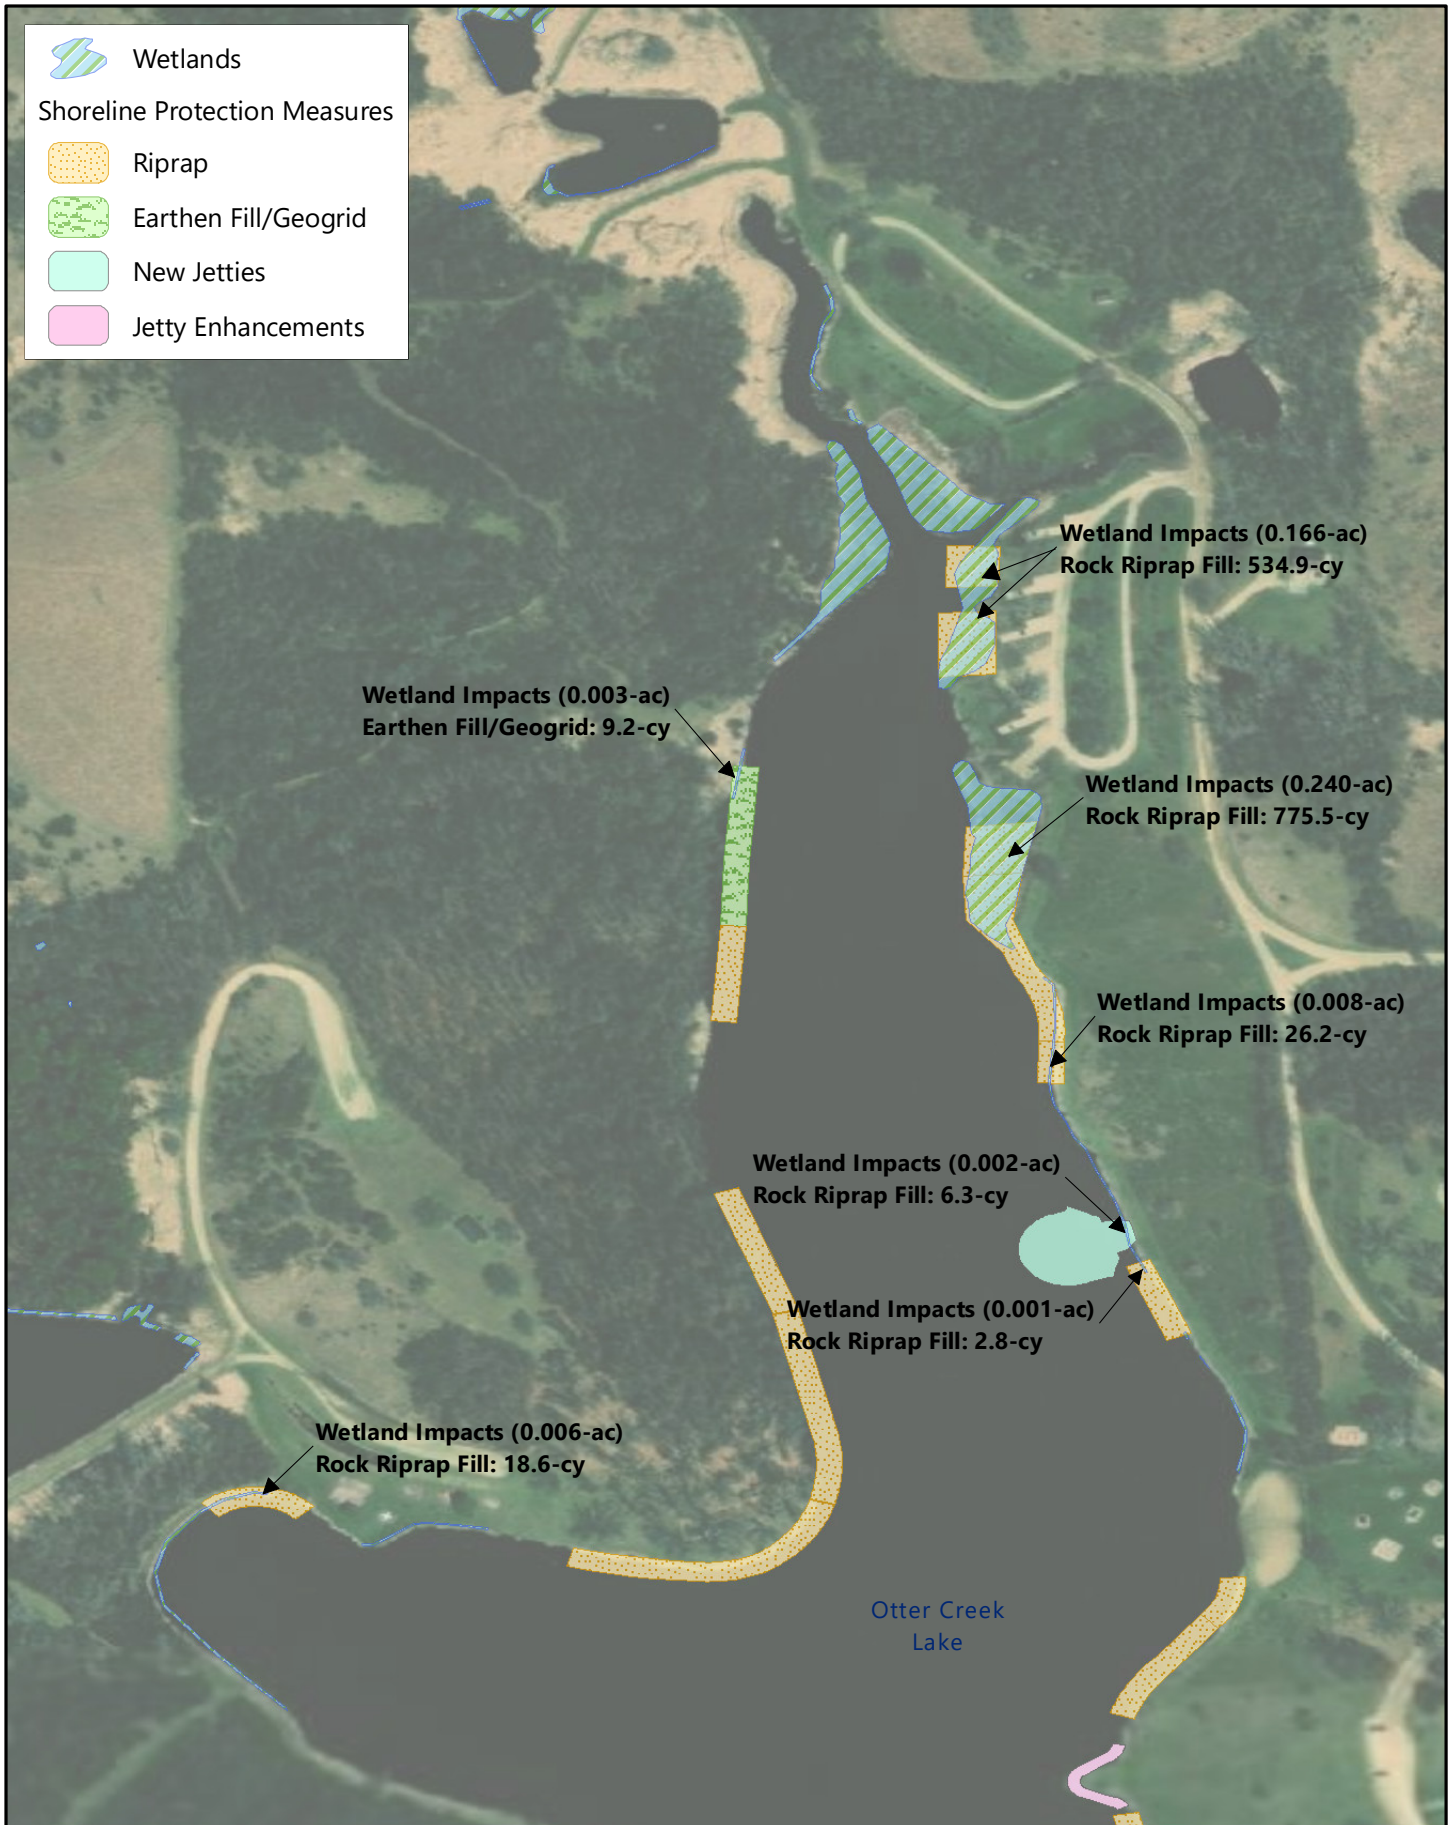 Wetlands
Shoreline Protection Measures
Riprap
Earthen Fill/Geogrid
New Jetties
Jetty Enhancements
Wetland Impacts (0.166-ac)
Rock Riprap Fill: 534.9-cy
Wetland Impacts (0.003-ac)
Earthen Fill/Geogrid: 9.2-cy
Wetland Impacts (0.240-ac)
Rock Riprap Fill: 775.5-cy
Wetland Impacts (0.008-ac)
Rock Riprap Fill: 26.2-cy
Wetland Impacts (0.002-ac)
Rock Riprap Fill: 6.3-cy
Wetland Impacts (0.001-ac)
Rock Riprap Fill: 2.8-cy
Wetland Impacts (0.006-ac)
Rock Riprap Fill: 18.6-cy
Otter Creek
Lake